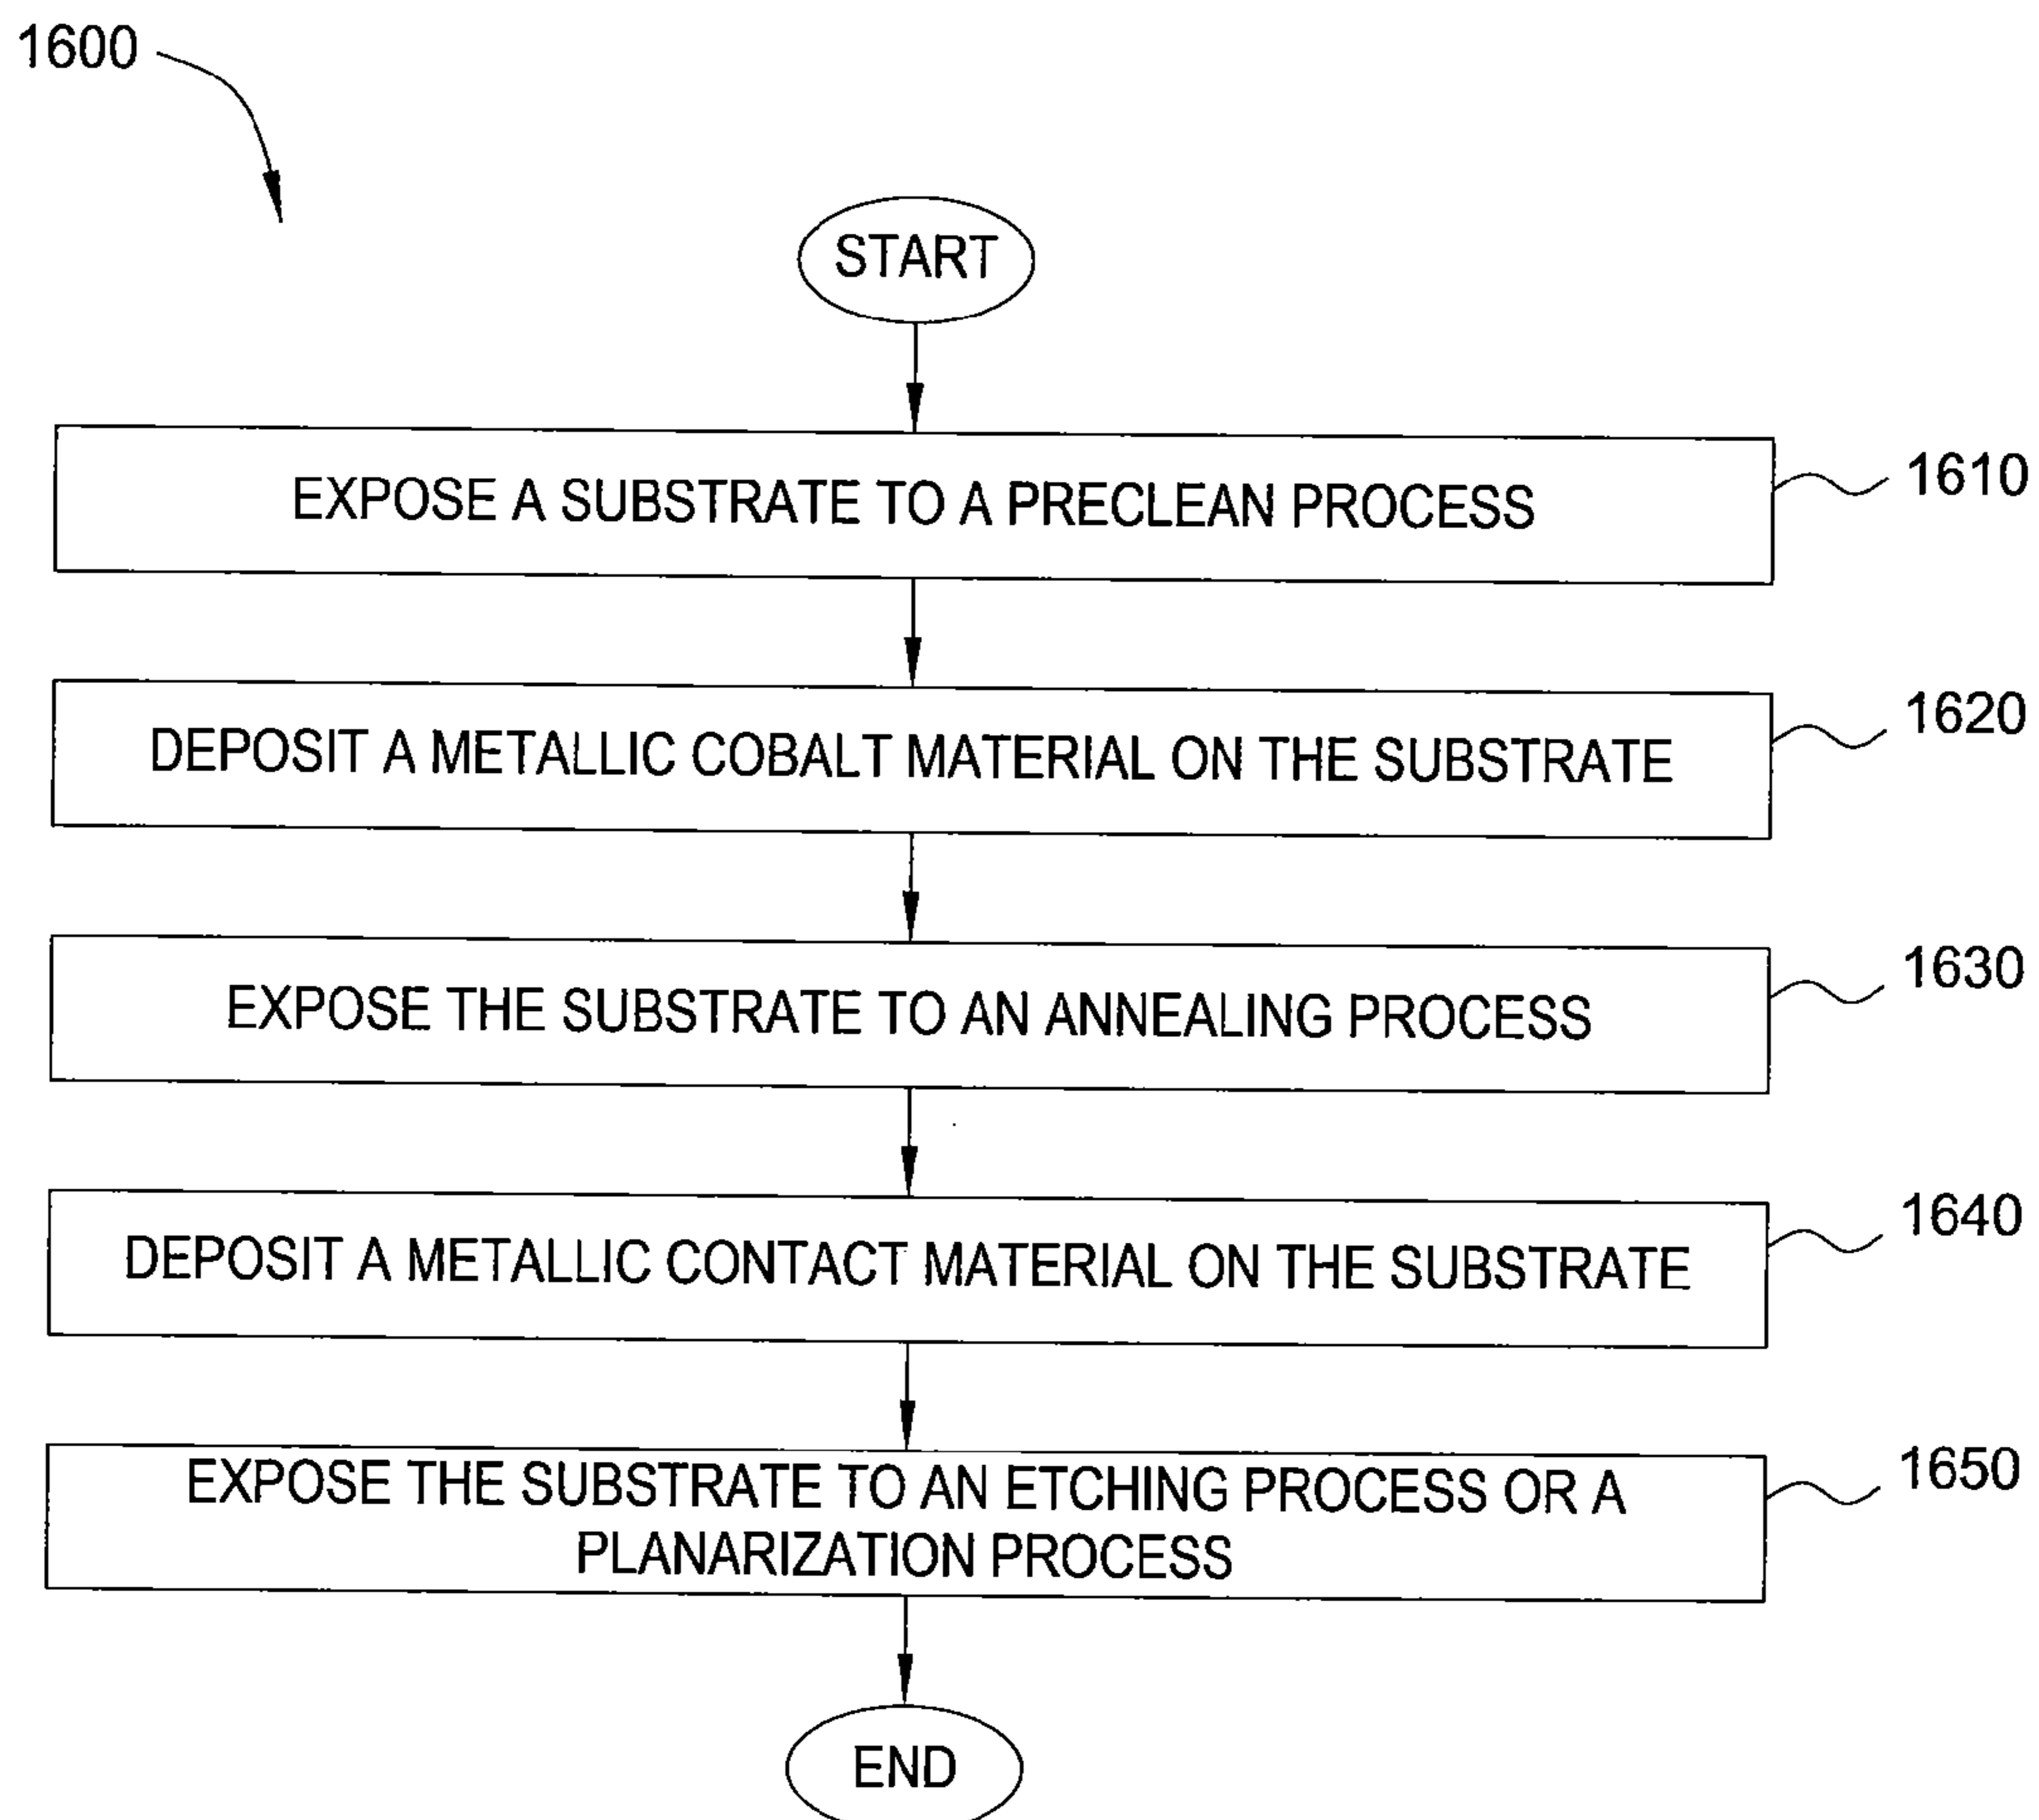 1600
START
EXPOSE A SUBSTRATE TO A PRECLEAN PROCESS
1610
DEPOSIT A METALLIC COBALT MATERIAL ON THE SUBSTRATE
1620
EXPOSE THE SUBSTRATE TO AN ANNEALING PROCESS
1630
DEPOSIT A METALLIC CONTACT MATERIAL ON THE SUBSTRATE
1640
EXPOSE THE SUBSTRATE TO AN ETCHING PROCESS OR A
PLANARIZATION PROCESS
1650
END